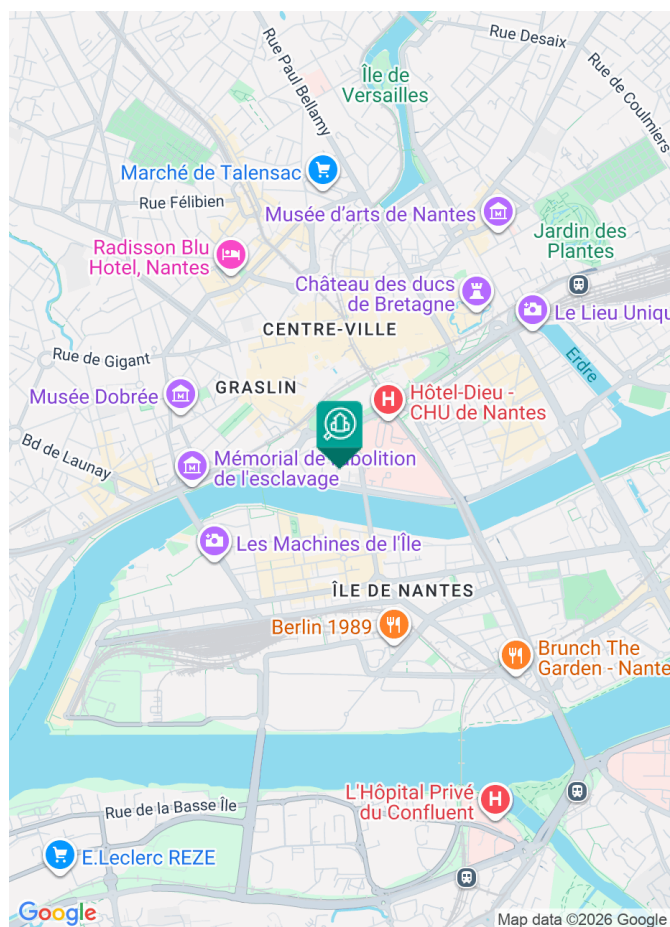 Rue Desaix
Rue Paul Bellamy
Île de
Versailles
Rue de Coulmiers
Marché de Talensac
Rue Félibien
Musée d'arts de Nantes
Jardin des
Plantes
Radisson Blu
Hotel, Nantes
Château des ducs
de Bretagne
Le Lieu Uniqu
CENTRE-VILLE
Rue de Gigant
Erdre
GRASLIN
Musée Dobrée
Hôtel-Dieu -
CHU de Nantes
H
Bd de Launay
Mémorial de l'abolition
de l'esclavage
Les Machines de l'Île
ÎLE DE NANTES
Berlin 1989
Brunch The
Garden - Nante
L'Hôpital Privé
du Confluent
H
Rue de la Basse Île
E.Leclerc REZE
Google
Map data ©2026 Google